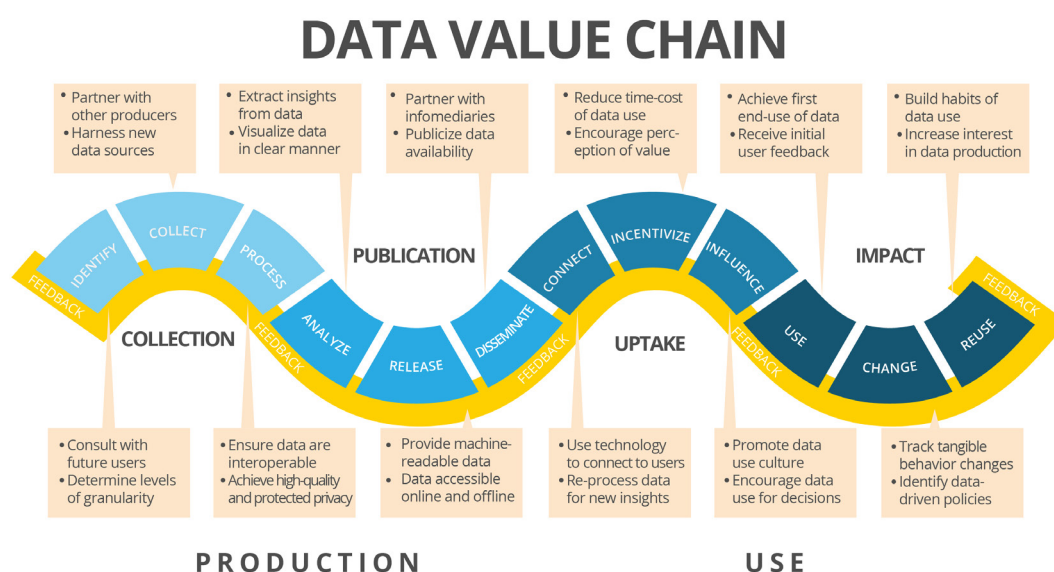 DATA VALUE CHAIN
• Partner with
other producers
• Harness new
data sources
• Extract insights
from data
• Visualize data
in clear manner
• Partner with
infomediaries
• Publicize data
availability
• Reduce time-cost
of data use
• Encourage perc-
eption of value
• Achieve first
end-use of data
• Receive initial
user feedback
• Build habits of
data use
• Increase interest
in data production
FEEDBACK
IDENTIFY
COLLECT
PROCESS
COLLECTION
FEEDBACK
PUBLICATION
ANALYZE
RELEASE
DISSEMINATE
FEEDBACK
CONNECT
INCENTIVIZE
INFLUENCE
UPTAKE
FEEDBACK
IMPACT
USE
CHANGE
REUSE
FEEDBACK
• Consult with
future users
• Determine levels
of granularity
• Ensure data are
interoperable
• Achieve high-quality
and protected privacy
• Provide machine-
readable data
• Data accessible
online and offline
• Use technology
to connect to users
• Re-process data
for new insights
• Promote data
use culture
• Encourage data
use for decisions
• Track tangible
behavior changes
• Identify data-
driven policies
PRODUCTION
USE